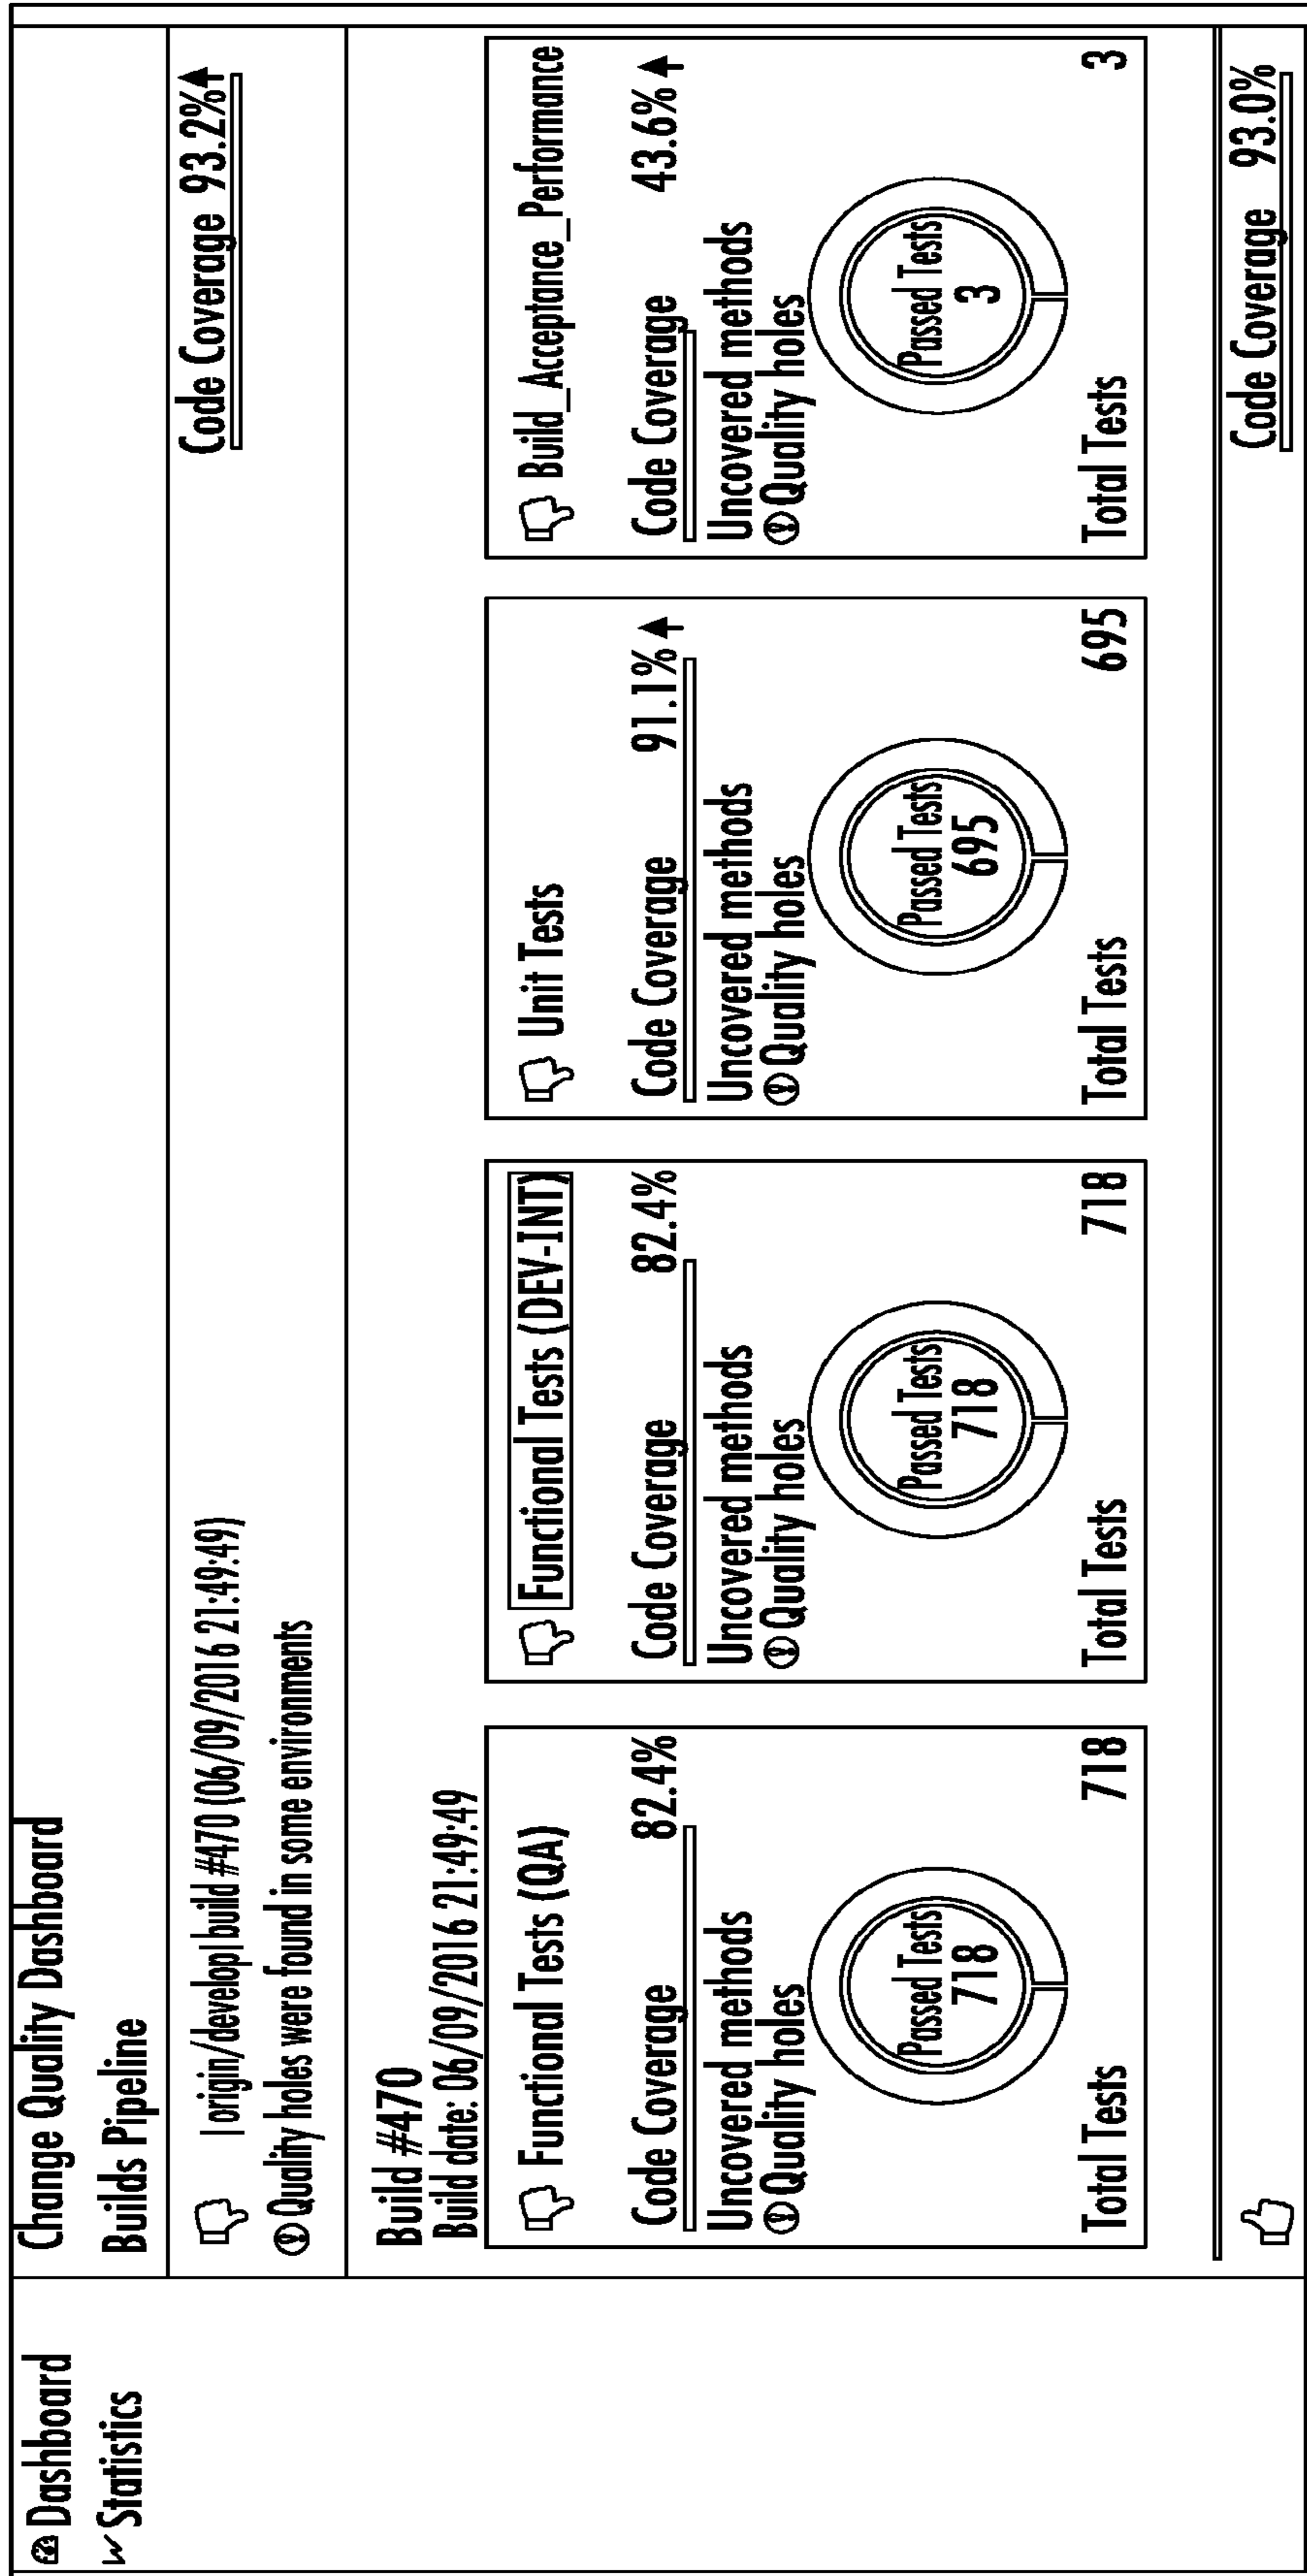 Dashboard
Statistics
Change Quality Dashboard
Builds Pipeline
| origin/develop|build #470 (06/09/2016 21:49:49)
Code Coverage 93.2%
Quality holes were found in some environments
Build #470
Build date: 06/09/2016 21:49:49
Functional Tests (QA)
Code Coverage 82.4%
Uncovered methods
Quality holes
Passed Tests
718
Total Tests 718
Functional Tests (DEV-INT)
Code Coverage 82.4%
Uncovered methods
Quality holes
Passed Tests
718
Total Tests 718
Unit Tests
Code Coverage 91.1%
Uncovered methods
Quality holes
Passed Tests
695
Total Tests 695
Build_Acceptance_Performance
Code Coverage 43.6%
Uncovered methods
Quality holes
Passed Tests
3
Total Tests 3
Code Coverage 93.0%